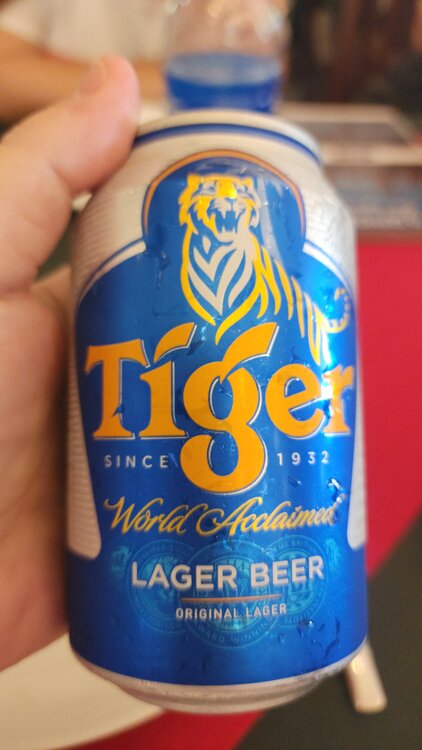 Tiger
SINCE 1932
World Acclaimed
LAGER BEER
ORIGINAL LAGER